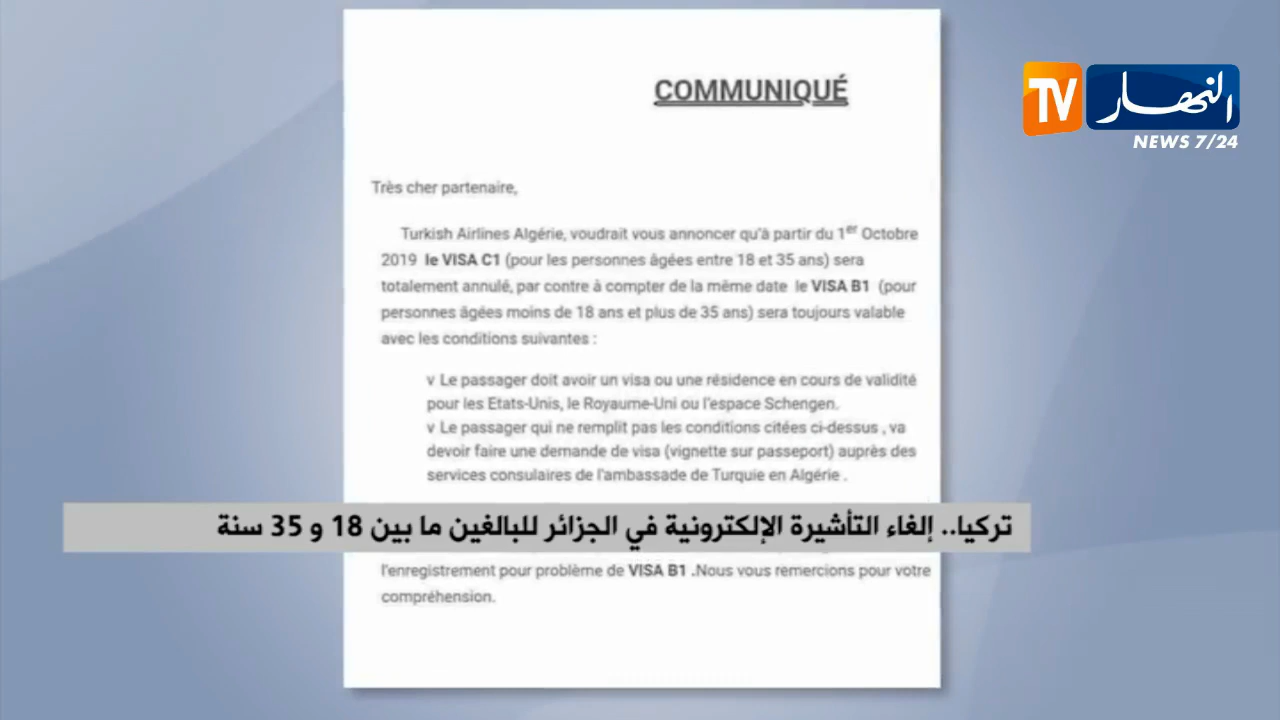 COMMUNIQUÉ
TV النهار
NEWS 7/24
Très cher partenaire,
Turkish Airlines Algérie, voudrait vous annoncer qu'à partir du 1er Octobre
2019 le VISA C1 (pour les personnes âgées entre 18 et 35 ans) sera
totalement annulé, par contre à compter de la même date le VISA B1 (pour
personnes âgées moins de 18 ans et plus de 35 ans) sera toujours valable
avec les conditions suivantes :
v Le passager doit avoir un visa ou une résidence en cours de validité
pour les Etats-Unis, le Royaume-Uni ou l'espace Schengen.
v Le passager qui ne remplit pas les conditions citées ci-dessus , va
devoir faire une demande de visa (vignette sur passeport) auprès des
services consulaires de l'ambassade de Turquie en Algérie .
تركيا.. إلغاء التأشيرة الإلكترونية في الجزائر للبالغين ما بين 18 و 35 سنة
l'enregistrement pour problème de VISA B1 .Nous vous remercions pour votre
compréhension.